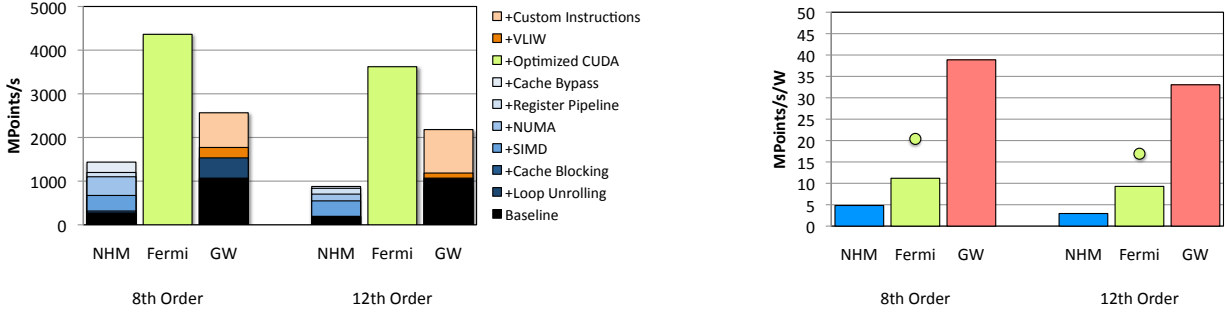 5000
4000
3000
2000
1000
0
MPoints/s
NHM Fermi GW NHM Fermi GW
8th Order 12th Order
+Custom Instructions
+VLIW
+Optimized CUDA
+Cache Bypass
+Register Pipeline
+NUMA
+SIMD
+Cache Blocking
+Loop Unrolling
Baseline
50
45
40
35
30
25
20
15
10
5
0
MPoints/s/W
NHM Fermi GW NHM Fermi GW
8th Order 12th Order